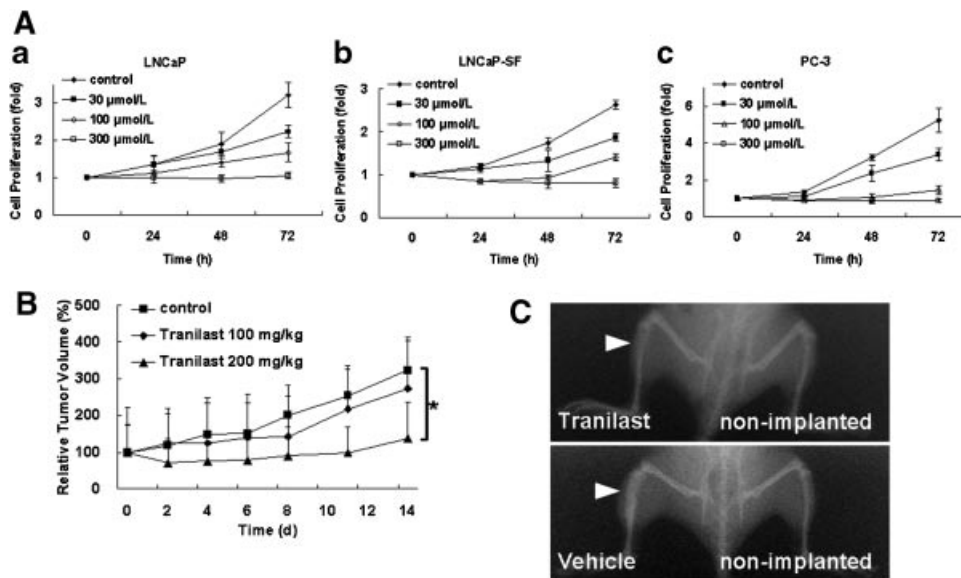 A
a
LNCaP
Cell Proliferation (fold)
control
30 µmol/L
100 µmol/L
300 µmol/L
3
2
1
0
0 24 48 72
Time (h)
b
LNCaP-SF
Cell Proliferation (fold)
control
30 µmol/L
100 µmol/L
300 µmol/L
3
2
1
0
0 24 48 72
Time (h)
c
PC-3
Cell Proliferation (fold)
control
30 µmol/L
100 µmol/L
300 µmol/L
6
4
2
0
0 24 48 72
Time (h)
B
Relative Tumor Volume (%)
control
Tranilast 100 mg/kg
Tranilast 200 mg/kg
500
400
300
200
100
0
*
0 2 4 6 8 10 12 14
Time (d)
C
Tranilast non-implanted
Vehicle non-implanted